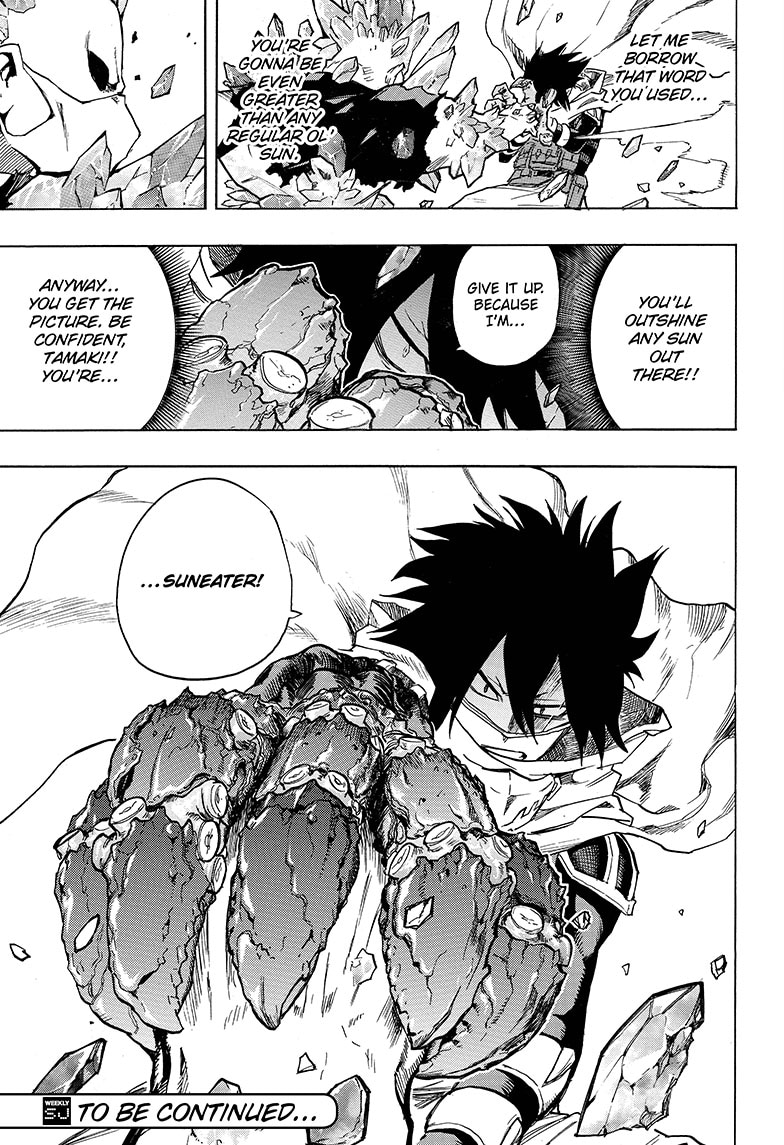 LET ME
BORROW
THAT WORD
YOU USED...
YOU'RE
GONNA BE
EVEN
GREATER
THAN ANY
REGULAR OL'
SUN.
YOU'LL
OUTSHINE
ANY SUN
OUT
THERE!!
GIVE IT UP.
BECAUSE
I'M...
ANYWAY...
YOU GET THE
PICTURE. BE
CONFIDENT,
TAMAKI!!
YOU'RE...
...SUNEATER!
WEEKLY
SJ
TO BE CONTINUED...